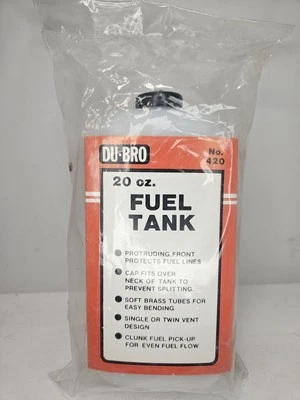 DU-BRO
No.
420
20 oz.
FUEL
TANK
PROTRUDING FRONT
PROTECTS FUEL LINES
CAP FITS OVER
NECK OF TANK TO
PREVENT SPLITTING.
SOFT BRASS TUBES FOR
EASY BENDING
SINGLE OR TWIN VENT
DESIGN
CLUNK FUEL PICK-UP
FOR EVEN FUEL FLOW